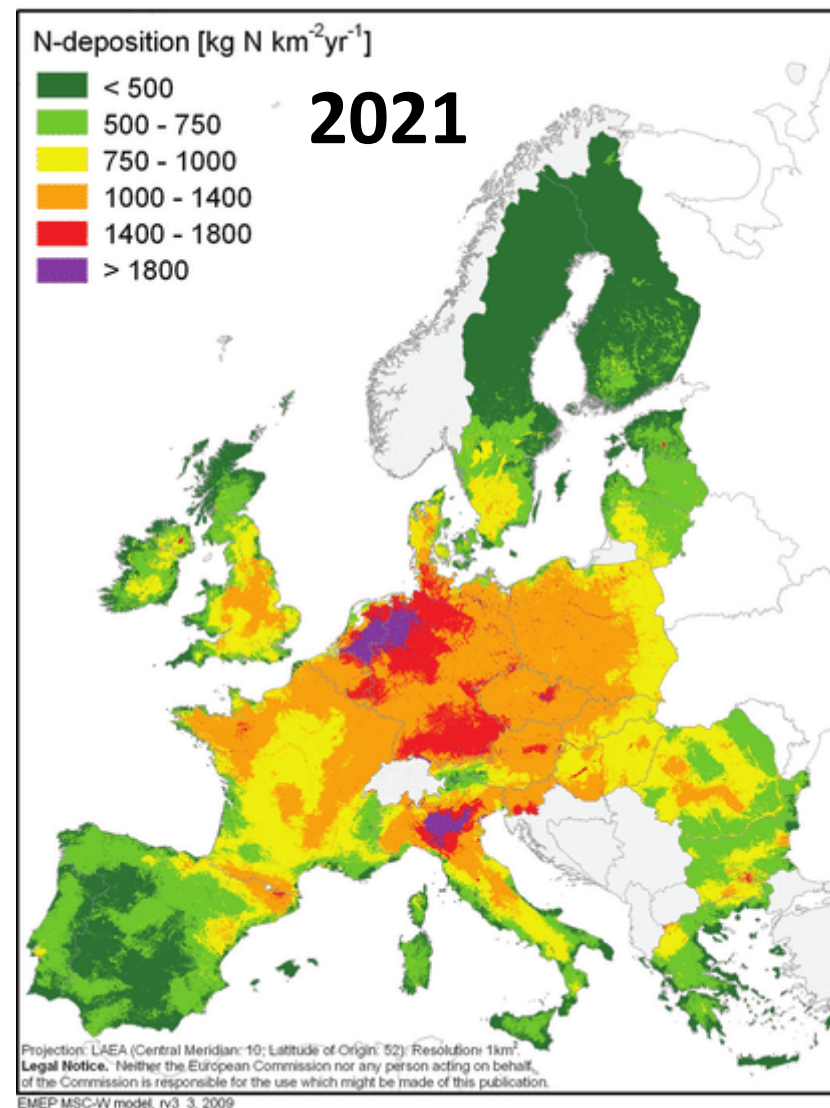 N-deposition [kg N km-2yr-1]
2021
< 500
500 - 750
750 - 1000
1000 - 1400
1400 - 1800
> 1800
Projection: LAEA (Central Meridian: 10; Latitude of Origin: 52). Resolution: 1km².
Legal Notice. Neither the European Commission nor any person acting on behalf
of the Commission is responsible for the use which might be made of this publication.
EMEP MSC-W model, rv3_3, 2009